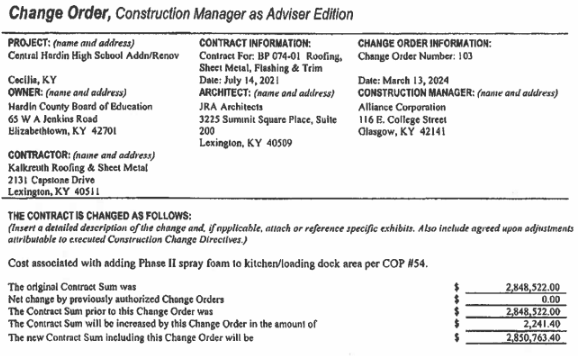 Change Order, Construction Manager as Adviser Edition
PROJECT: (name and address)
Central Hardin High School Addn/Renov
Cecilia, KY
OWNER: (name and address)
Hardin County Board of Education
65 W A Jenkins Road
Elizabethtown, KY 42701
CONTRACTOR: (name and address)
Kalkreuth Roofing & Sheet Metal
2131 Capstone Drive
Lexington, KY 40511
CONTRACT INFORMATION:
Contract For: BP 074-01 Roofing,
Sheet Metal, Flashing & Trim
Date: July 14, 2021
ARCHITECT: (name and address)
JRA Architects
3225 Summit Square Place, Suite
200
Lexington, KY 40509
CHANGE ORDER INFORMATION:
Change Order Number: 103
Date: March 13, 2024
CONSTRUCTION MANAGER: (name and address)
Alliance Corporation
116 E. College Street
Glasgow, KY 42141
THE CONTRACT IS CHANGED AS FOLLOWS:
(Insert a detailed description of the change and, if applicable, attach or reference specific exhibits. Also include agreed upon adjustments
attributable to executed Construction Change Directives.)
Cost associated with adding Phase II spray foam to kitchen/loading dock area per COP #54.
The original Contract Sum was $ 2,848,522.00
Net change by previously authorized Change Orders $ 0.00
The Contract Sum prior to this Change Order was $ 2,848,522.00
The Contract Sum will be increased by this Change Order in the amount of $ 2,241.40
The new Contract Sum including this Change Order will be $ 2,850,763.40